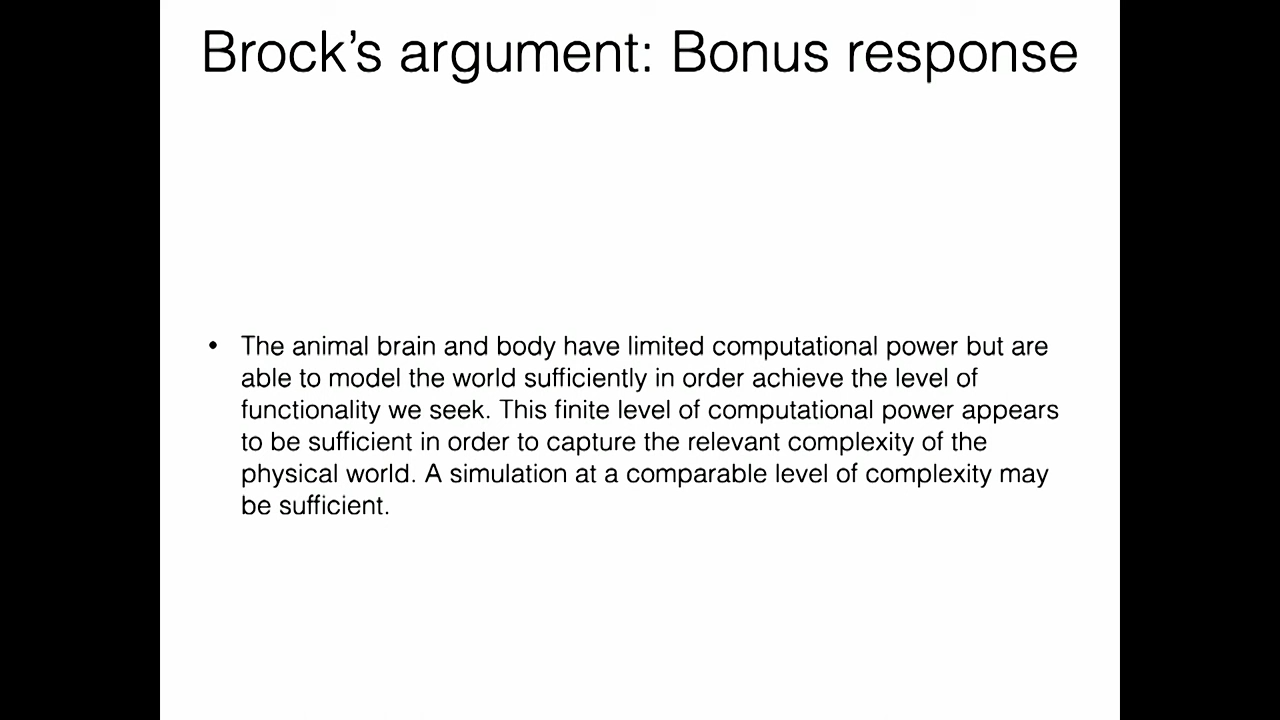 Brock’s argument: Bonus response
• The animal brain and body have limited computational power but are
able to model the world sufficiently in order achieve the level of
functionality we seek. This finite level of computational power appears
to be sufficient in order to capture the relevant complexity of the
physical world. A simulation at a comparable level of complexity may
be sufficient.